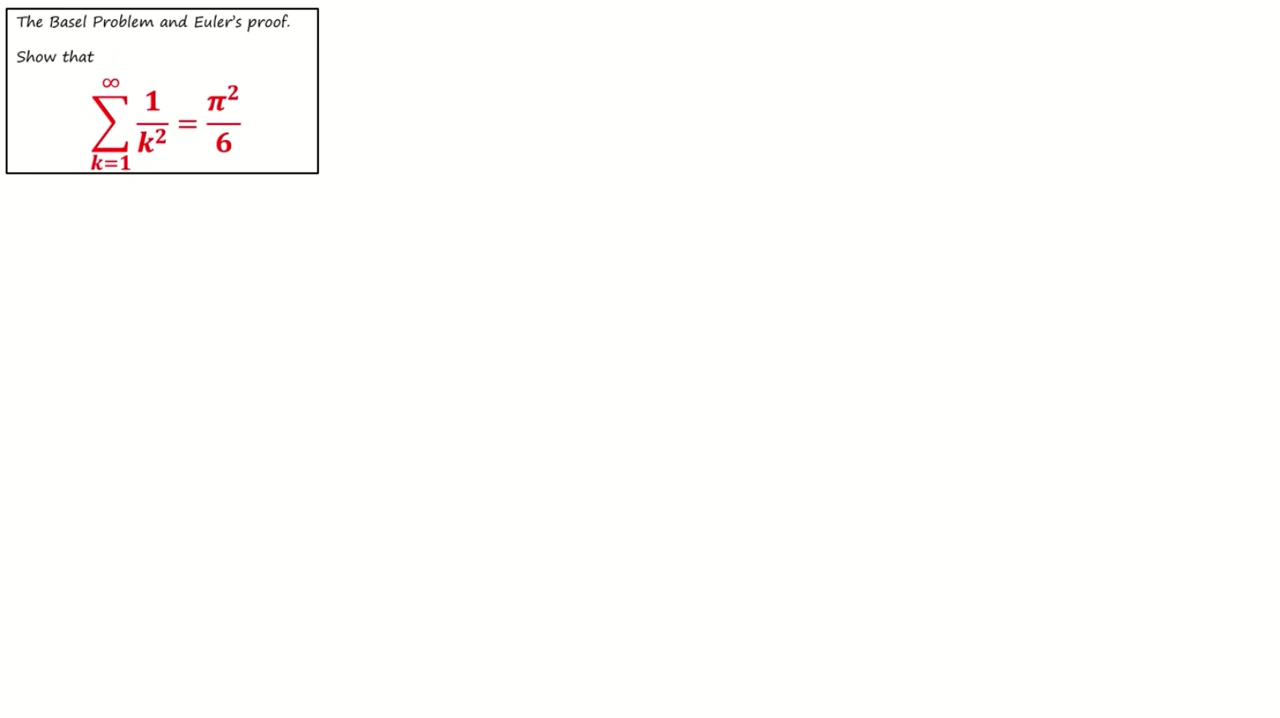 The Basel Problem and Euler's proof.
Show that
∞
∑ 1/k² = π²/6
k=1